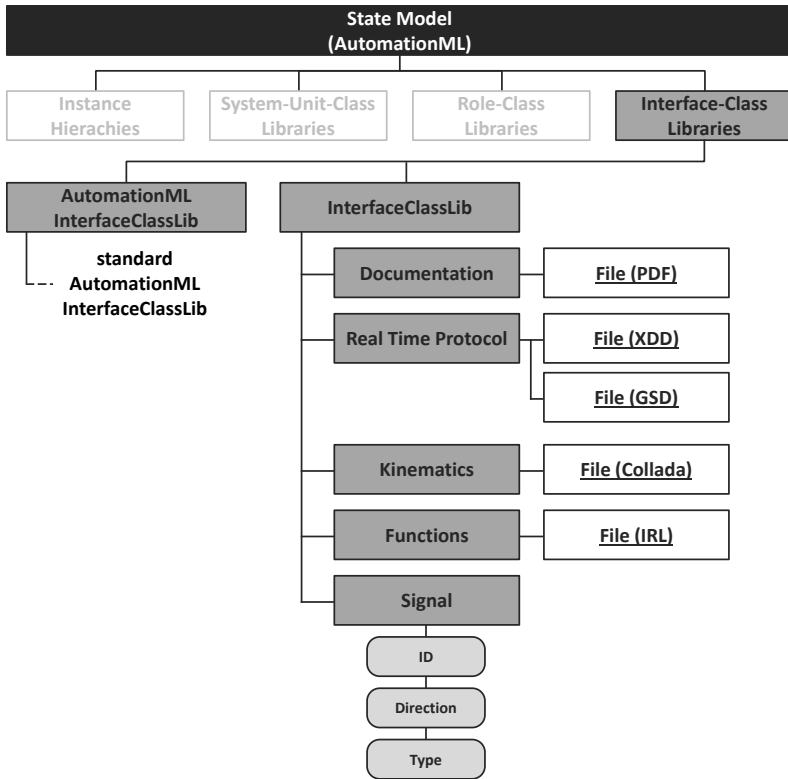 State Model
(AutomationML)
Instance
Hierachies
System-Unit-Class
Libraries
Role-Class
Libraries
Interface-Class
Libraries
AutomationML
InterfaceClassLib
InterfaceClassLib
standard
AutomationML
InterfaceClassLib
Documentation
File (PDF)
Real Time Protocol
File (XDD)
File (GSD)
Kinematics
File (Collada)
Functions
File (IRL)
Signal
ID
Direction
Type